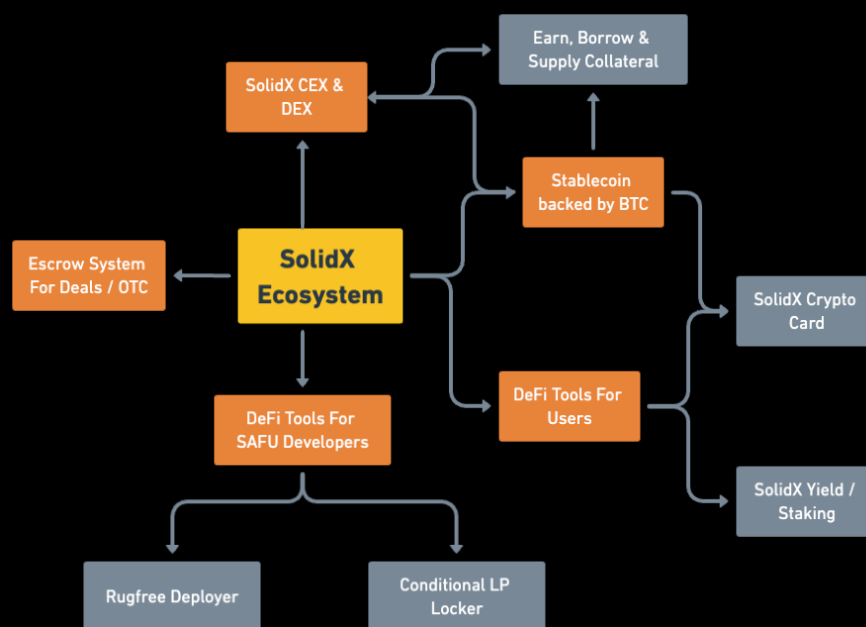 Earn, Borrow &
Supply Collateral
SolidX CEX &
DEX
Stablecoin
backed by BTC
SolidX
Ecosystem
Escrow System
For Deals / OTC
SolidX Crypto
Card
DeFi Tools For
Users
DeFi Tools For
SAFU Developers
SolidX Yield /
Staking
Rugfree Deployer
Conditional LP
Locker